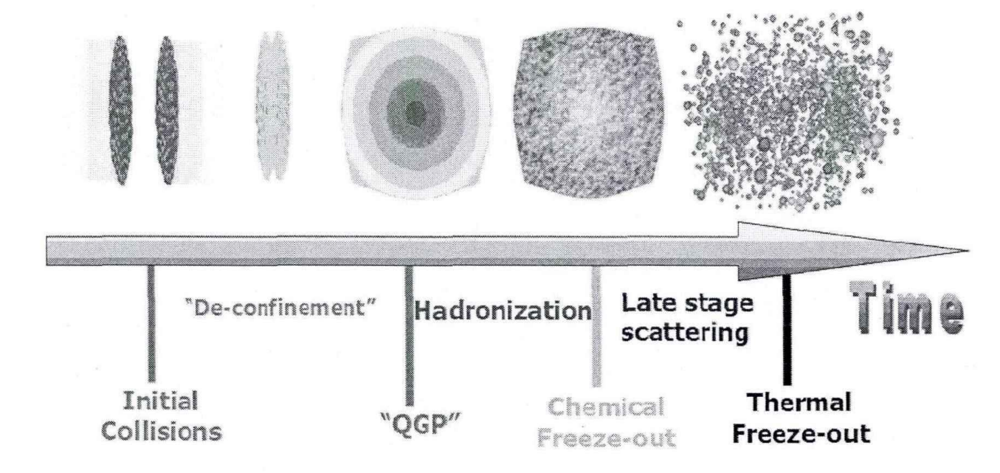 "De-confinement"
Hadronization
Late stage
scattering
Time
Initial
Collisions
"QGP"
Chemical
Freeze-out
Thermal
Freeze-out